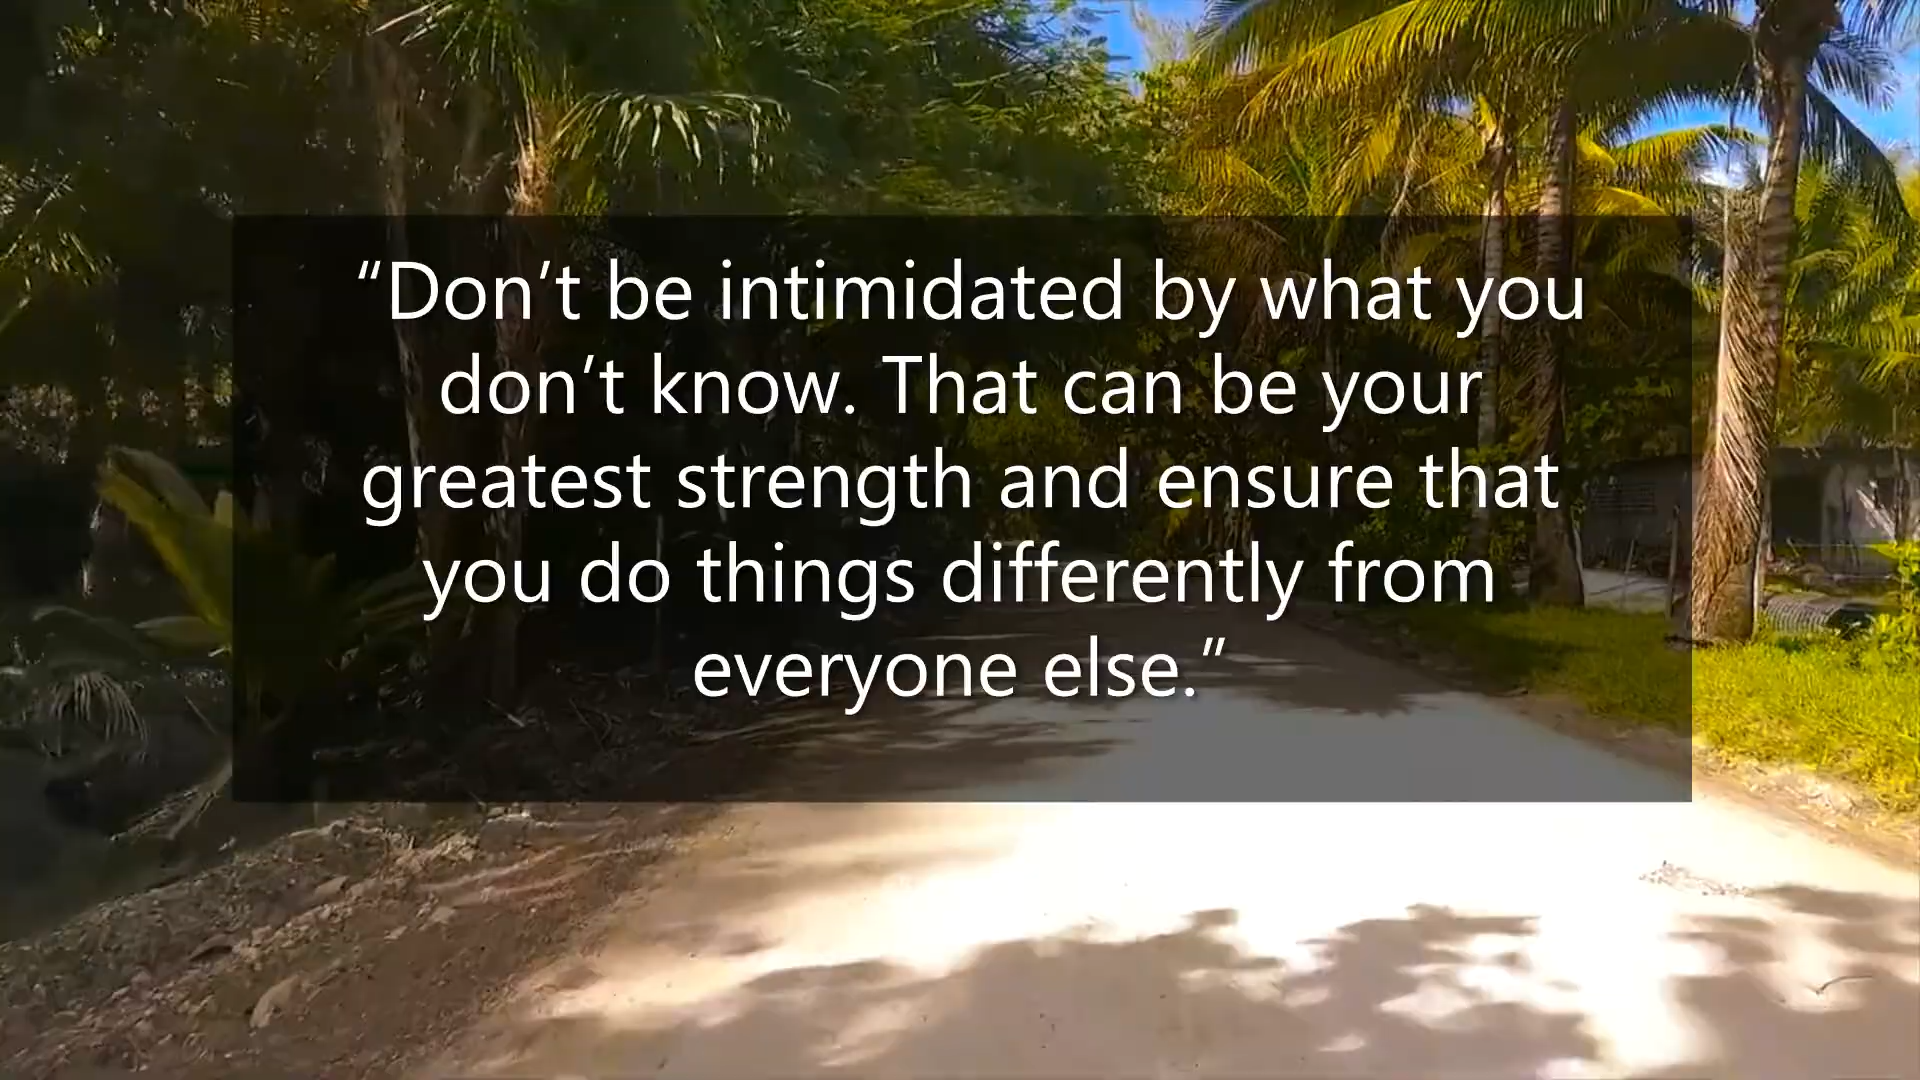 “Don’t be intimidated by what you
don’t know. That can be your
greatest strength and ensure that
you do things differently from
everyone else.”